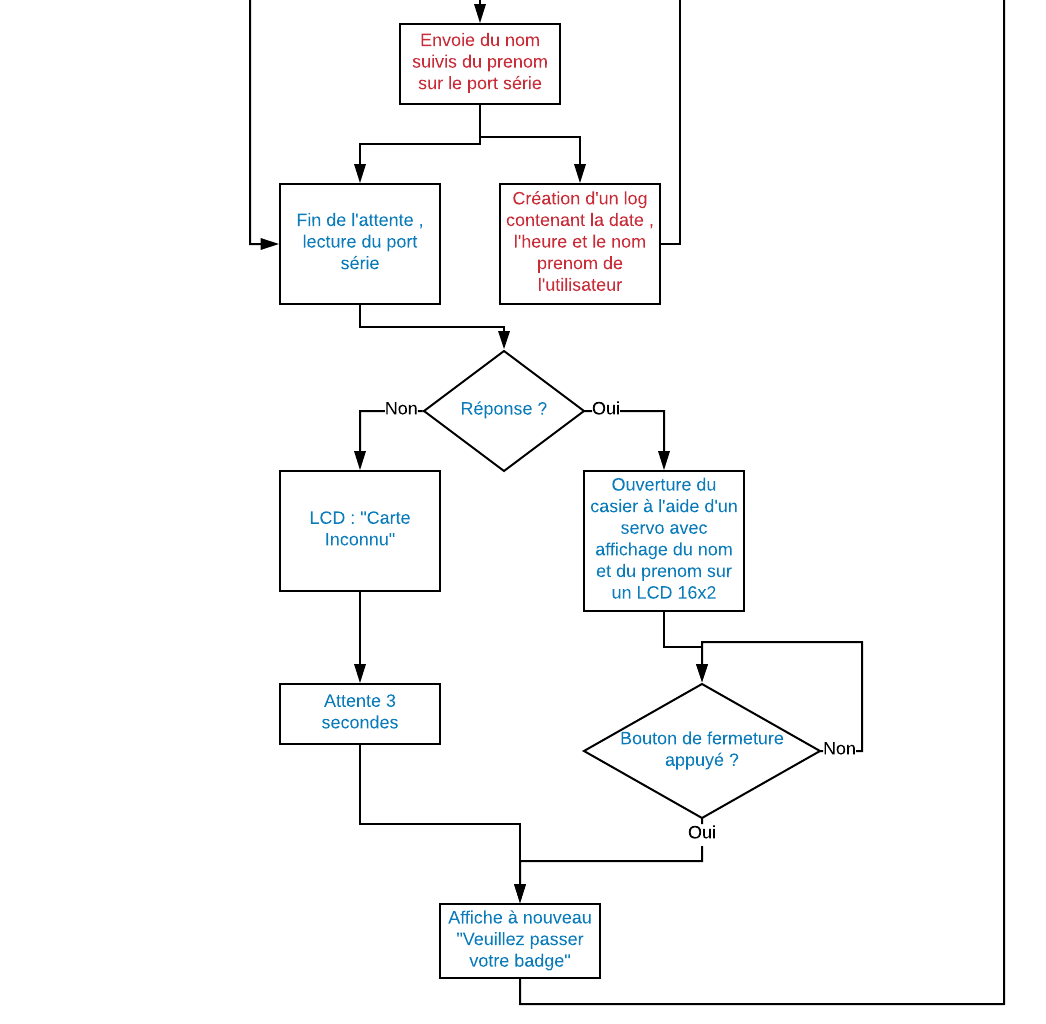 Envoie du nom
suivis du prenom
sur le port série
Fin de l'attente ,
lecture du port
série
Création d'un log
contenant la date ,
l'heure et le nom
prenom de
l'utilisateur
Réponse ?
Non
Oui
LCD : "Carte
Inconnu"
Ouverture du
casier à l'aide d'un
servo avec
affichage du nom
et du prenom sur
un LCD 16x2
Attente 3
secondes
Bouton de fermeture
appuyé ?
Non
Oui
Affiche à nouveau
"Veuillez passer
votre badge"